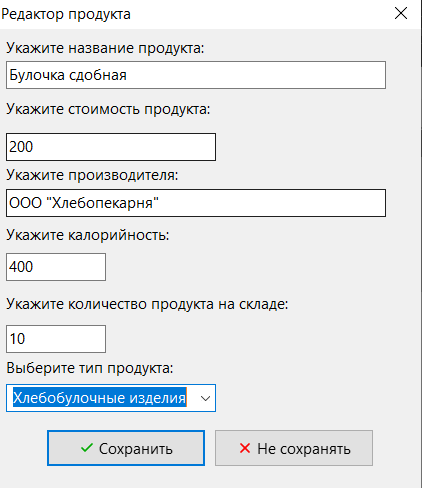 Редактор продукта
Укажите название продукта:
Булочка сдобная
Укажите стоимость продукта:
200
Укажите производителя:
ООО "Хлебопекарня"
Укажите калорийность:
400
Укажите количество продукта на складе:
10
Выберите тип продукта:
Хлебобулочные изделия
Сохранить
Не сохранять